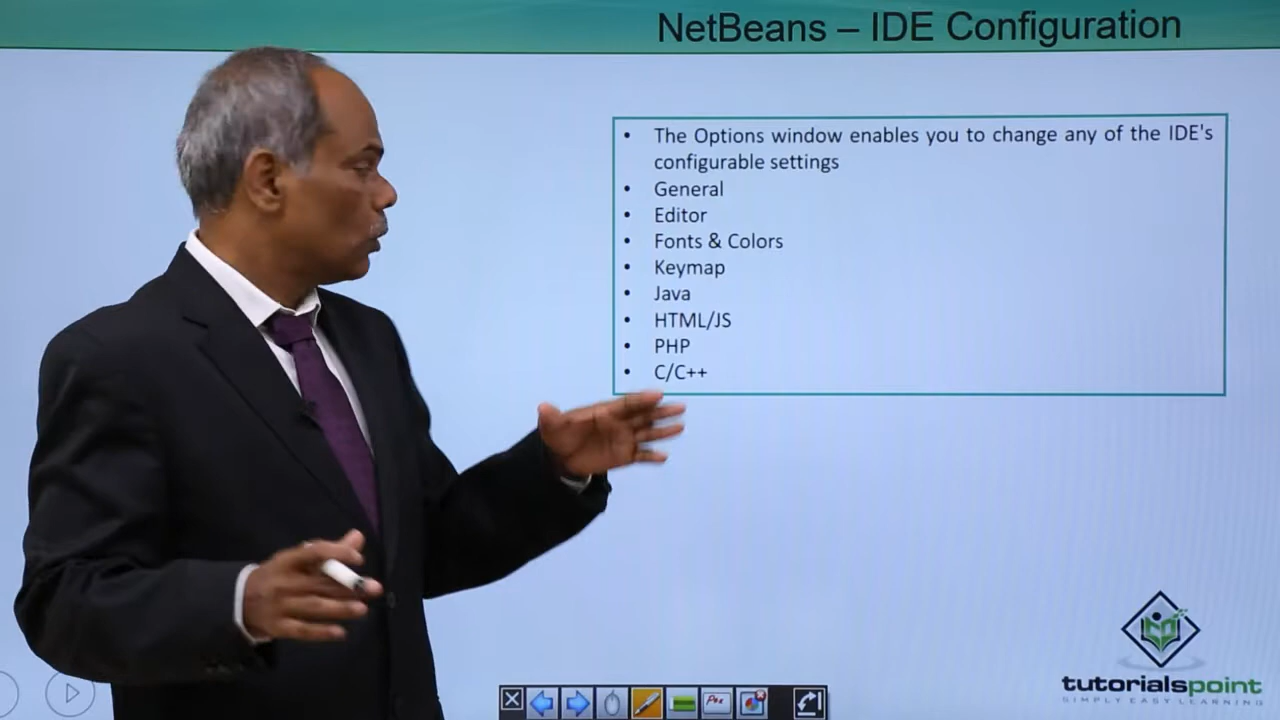 NetBeans – IDE Configuration
• The Options window enables you to change any of the IDE's
configurable settings
• General
• Editor
• Fonts & Colors
• Keymap
• Java
• HTML/JS
• PHP
• C/C++
tutorialspoint
SIMPLY EASY LEARNING